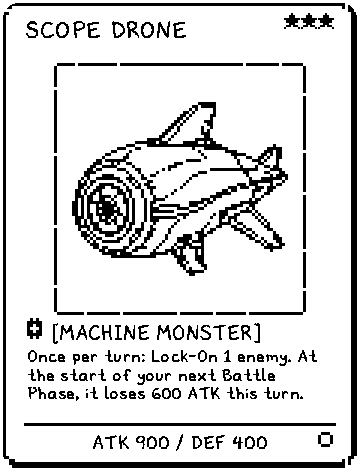 SCOPE DRONE
[MACHINE MONSTER]
Once per turn: Lock-On 1 enemy. At
the start of your next Battle
Phase, it loses 600 ATK this turn.
ATK 900 / DEF 400